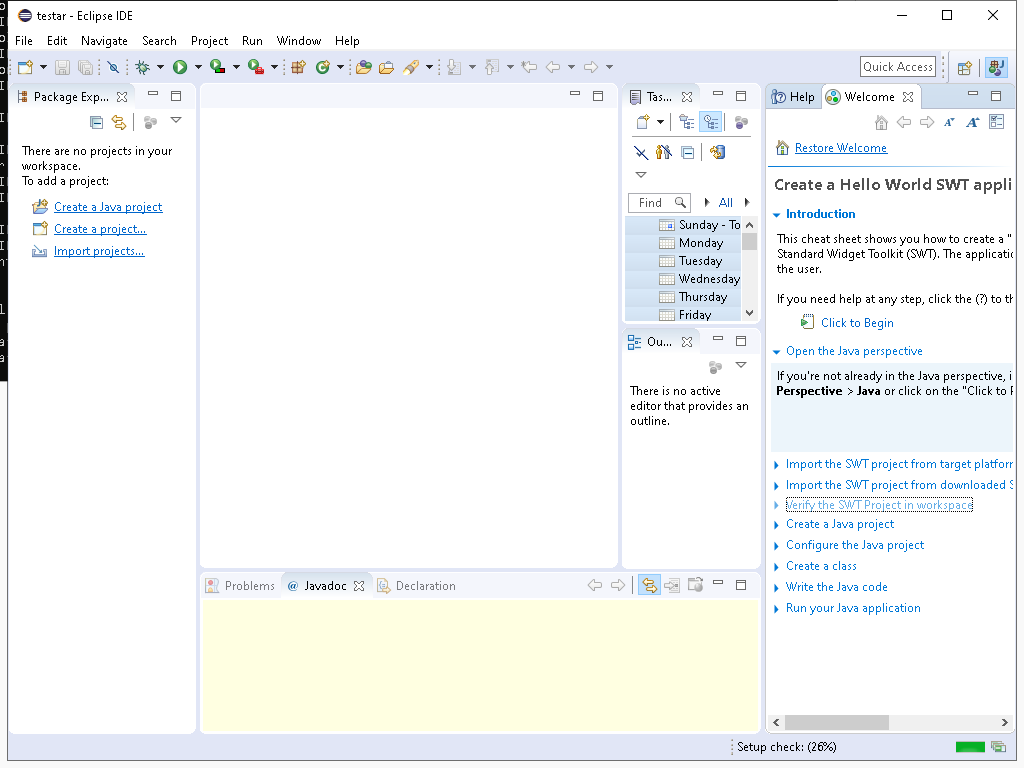 testar - Eclipse IDE
File Edit Navigate Search Project Run Window Help
Quick Access
Package Exp...
There are no projects in your
workspace.
To add a project:
Create a Java project
Create a project...
Import projects...
Tas...
Find
All
Sunday - To
Monday
Tuesday
Wednesday
Thursday
Friday
Ou...
There is no active
editor that provides an
outline.
Problems @ Javadoc Declaration
Help Welcome
Restore Welcome
Create a Hello World SWT appli
Introduction
This cheat sheet shows you how to create a "
Standard Widget Toolkit (SWT). The applicati
the user.
If you need help at any step, click the (?) to th
Click to Begin
Open the Java perspective
If you're not already in the Java perspective, i
Perspective > Java or click on the "Click to P
Import the SWT project from target platfor
Import the SWT project from downloaded S
Verify the SWT Project in workspace
Create a Java project
Configure the Java project
Create a class
Write the Java code
Run your Java application
Setup check: (26%)